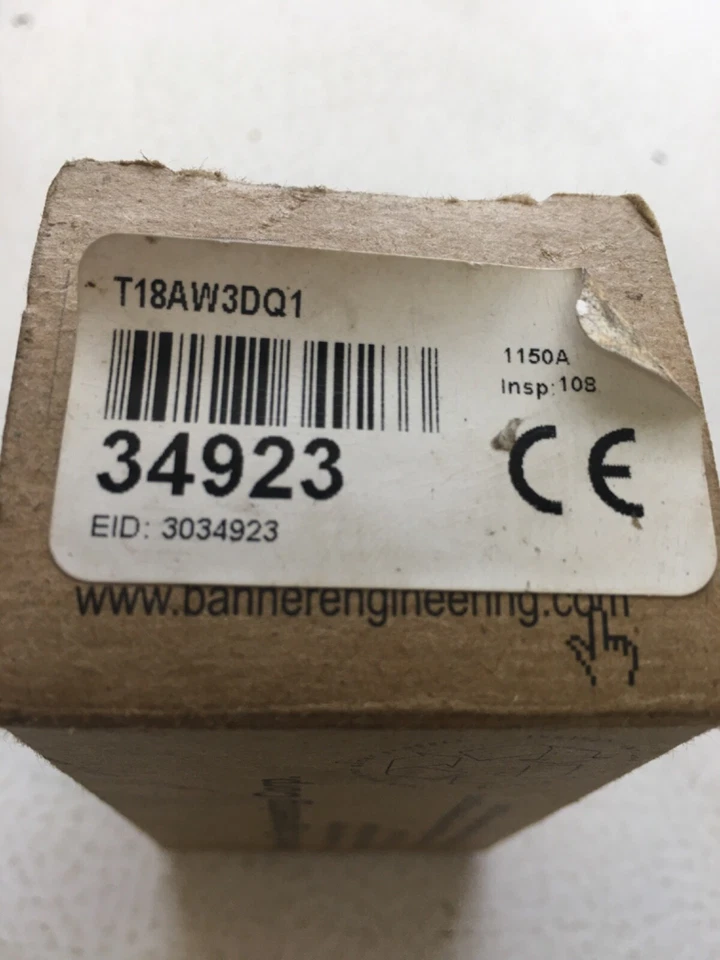 T18AW3DQ1
1150A
Insp: 108
34923
CE
EID: 3034923
www.bannerengineering.com